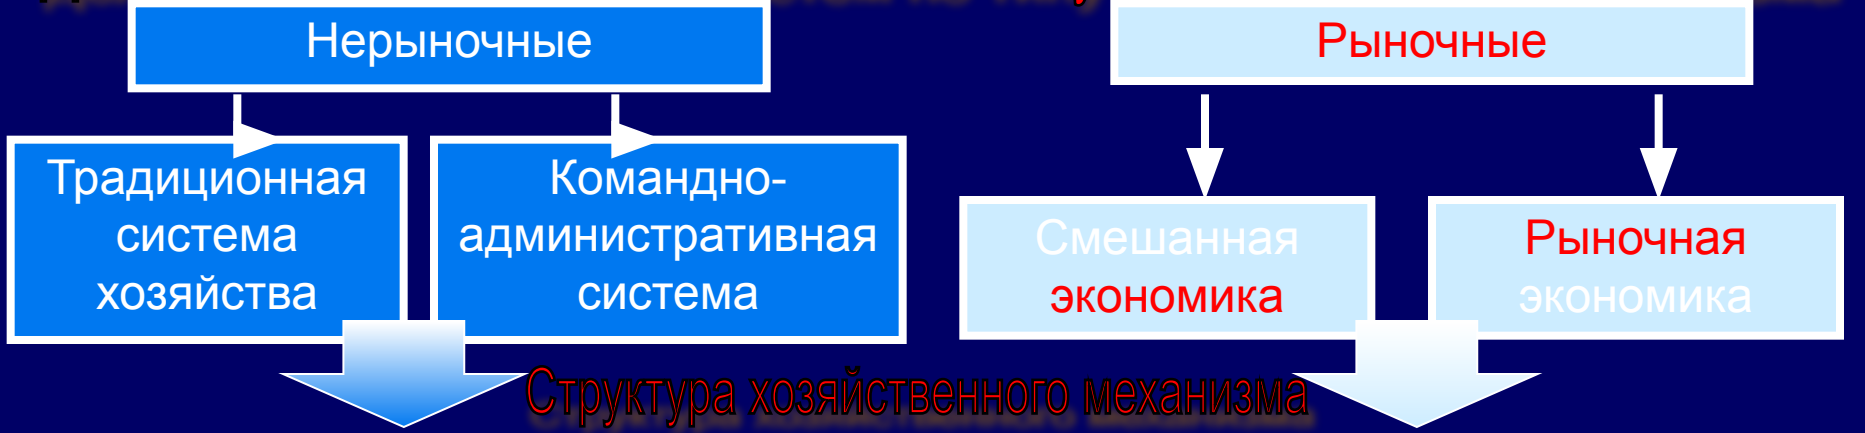 Нерыночные
Рыночные
Традиционная
система
хозяйства
Командно-
административная
система
Смешанная
экономика
Рыночная
экономика
Структура хозяйственного механизма